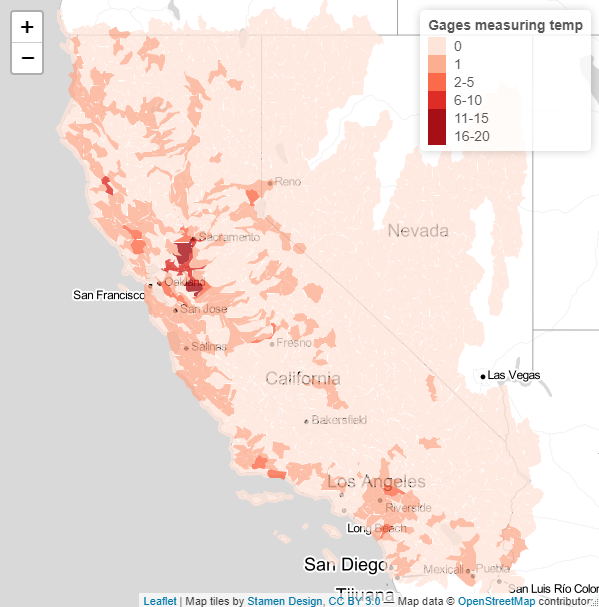 +
−
Gages measuring temp
0
1
2-5
6-10
11-15
16-20
Reno
Nevada
Sacramento
Oakland
San Francisco
San Jose
Salinas
Fresno
Las Vegas
California
Bakersfield
Los Angeles
Riverside
Long Beach
San Diego
Mexicali
Puebla
San Luis Río Color
Tijuana
Leaflet | Map tiles by Stamen Design, CC BY 3.0 — Map data © OpenStreetMap contributors